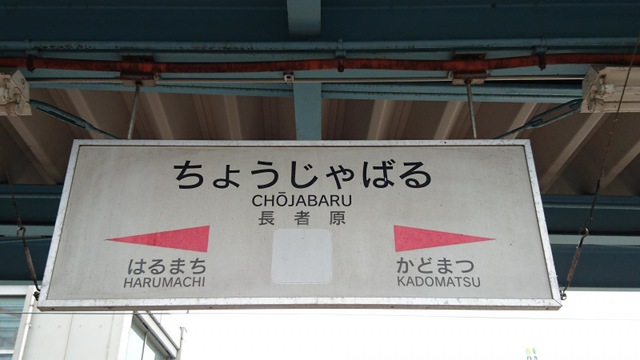 ちょうじゃばる
CHŌJABARU
長者原
はるまち
HARUMACHI
かどまつ
KADOMATSU